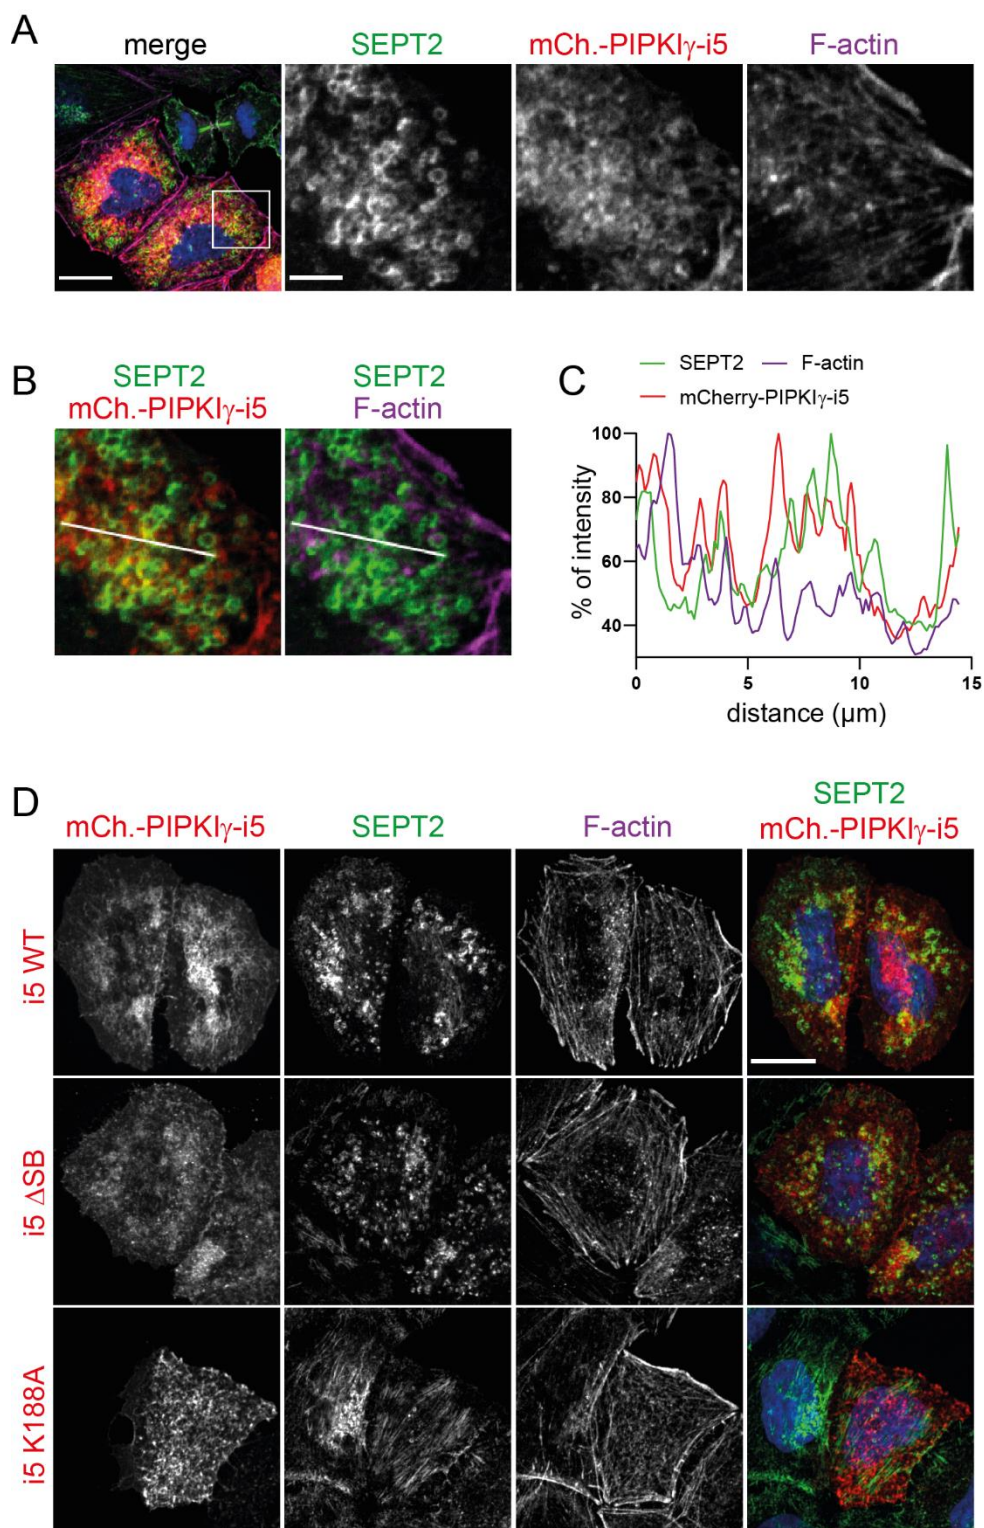 A
merge
SEPT2
mCh.-PIPKIγ-i5
F-actin
B
SEPT2
mCh.-PIPKIγ-i5
SEPT2
F-actin
C
SEPT2
F-actin
mCherry-PIPKIγ-i5
100
80
60
40
% of intensity
0
5
10
15
distance (µm)
D
mCh.-PIPKIγ-i5
SEPT2
F-actin
SEPT2
mCh.-PIPKIγ-i5
i5 WT
i5 ΔSB
i5 K188A